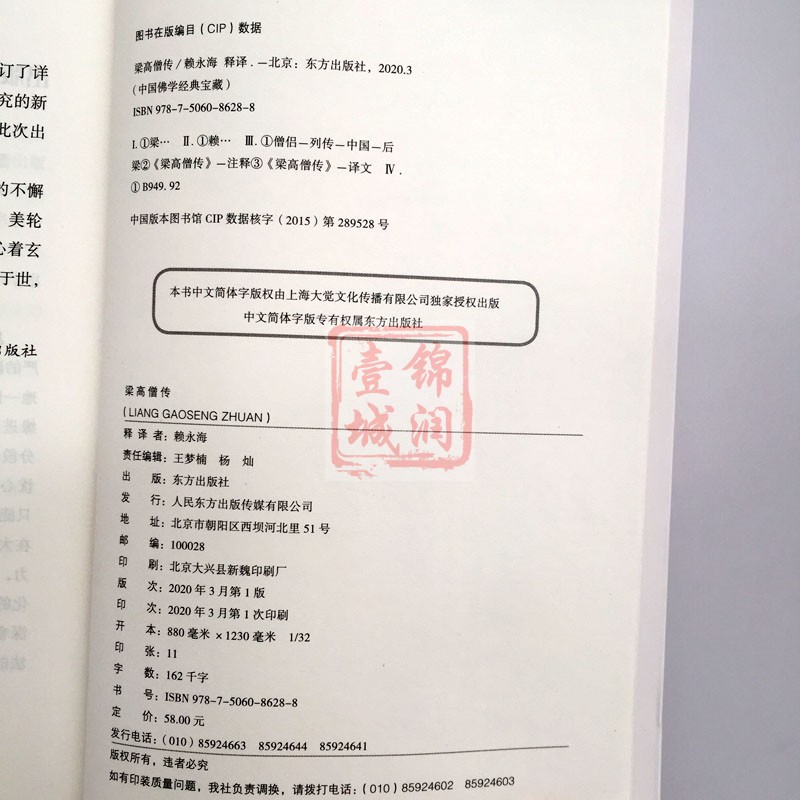 订了详
究的新
此次出
的不懈
美轮
心着玄
于世，
出版社
图书在版编目（CIP）数据
梁高僧传 / 赖永海 释译 . —北京：东方出版社，2020.3
（中国佛学经典宝藏）
ISBN 978-7-5060-8628-8
Ⅰ.①梁… Ⅱ.①赖… Ⅲ.①僧侣—列传—中国—后
梁②《梁高僧传》—注释③《梁高僧传》—译文 Ⅳ.
①B949.92
中国版本图书馆 CIP 数据核字（2015）第 289528 号
本书中文简体字版权由上海大觉文化传播有限公司独家授权出版
中文简体字版专有权属东方出版社
锦润壹城
梁高僧传
（LIANG GAOSENG ZHUAN）
释 译 者：赖永海
责任编辑：王梦楠 杨 灿
出 版：东方出版社
发 行：人民东方出版传媒有限公司
地 址：北京市朝阳区西坝河北里 51 号
邮 编：100028
印 刷：北京大兴县新魏印刷厂
版 次：2020 年 3 月第 1 版
印 次：2020 年 3 月第 1 次印刷
开 本：880 毫米 × 1230 毫米 1/32
印 张：11
字 数：162 千字
书 号：ISBN 978-7-5060-8628-8
定 价：58.00 元
发行电话：（010）85924663 85924644 85924641
版权所有，违者必究
如有印装质量问题，我社负责调换，请拨打电话：（010）85924602 85924603